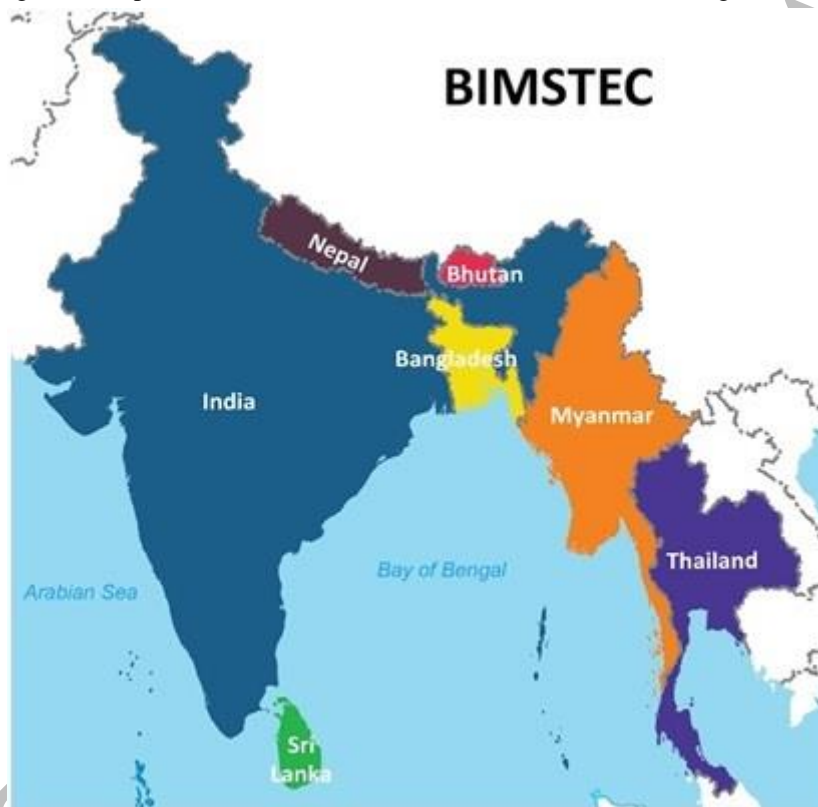 BIMSTEC
Nepal
Bhutan
Bangladesh
India
Myanmar
Thailand
Bay of Bengal
Arabian Sea
Sri
Lanka